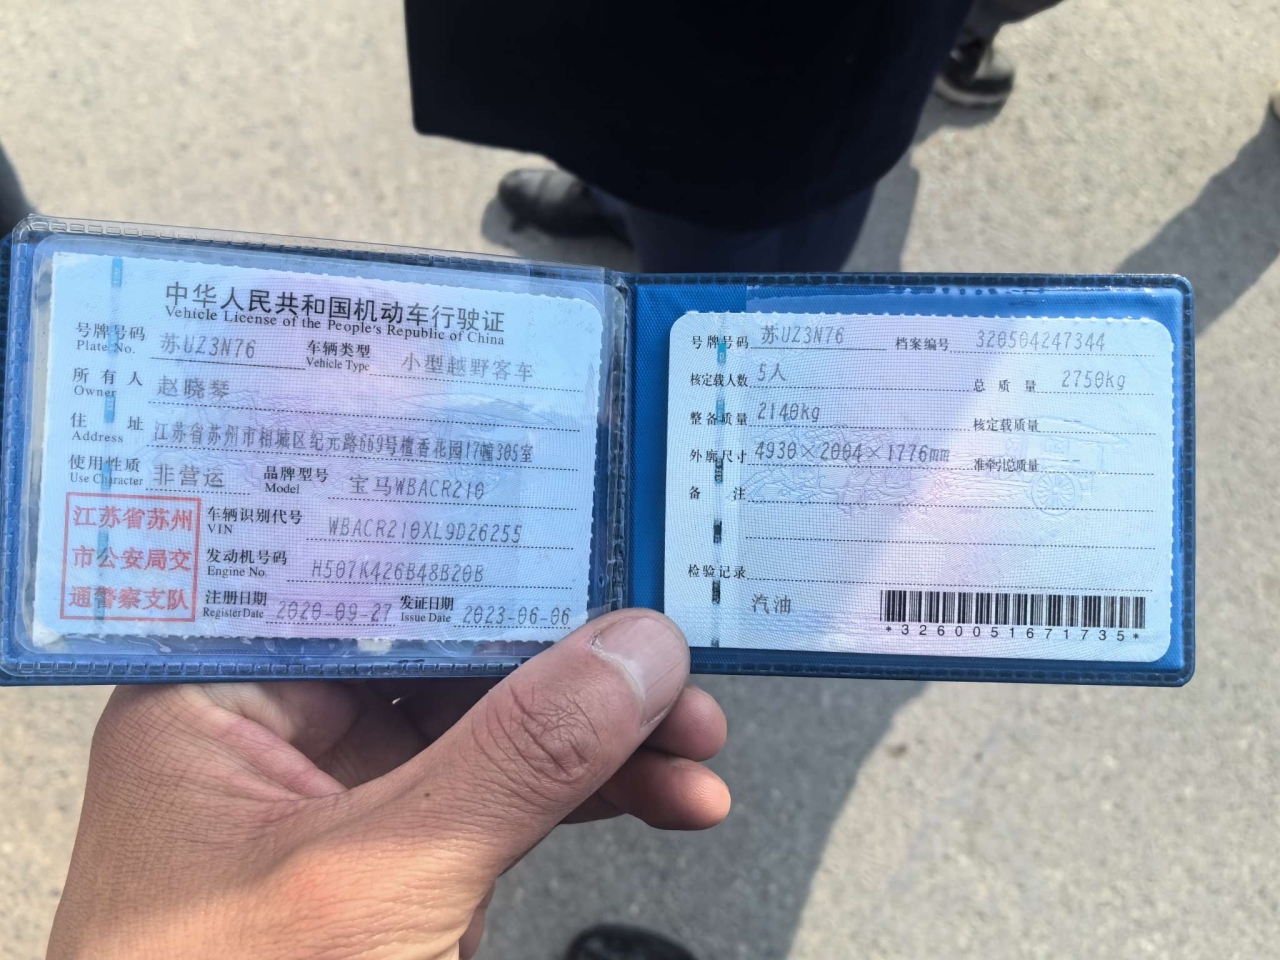 中华人民共和国机动车行驶证
Vehicle License of the People's Republic of China
号牌号码 苏UZ3N76 车辆类型 小型越野客车
Plate No. Vehicle Type
所有人 赵晓琴
Owner
住址 江苏省苏州市相城区纪元路669号檀香花园17幢305室
Address
使用性质 非营运 品牌型号 宝马WBACR210
Use Character Model
江苏省苏州
市公安局交
通警察支队
车辆识别代号 WBACR210XL9D26255
VIN
发动机号码 H507K426B48B20B
Engine No.
注册日期 2020-09-27 发证日期 2023-06-06
Register Date Issue Date
号牌号码 苏UZ3N76 档案编号 320504247344
核定载人数 5人 总质量 2750kg
整备质量 2140kg 核定载质量 --
外廓尺寸 4930×2004×1776mm 准牵引总质量 --
备注
检验记录
汽油
*3260051671735*